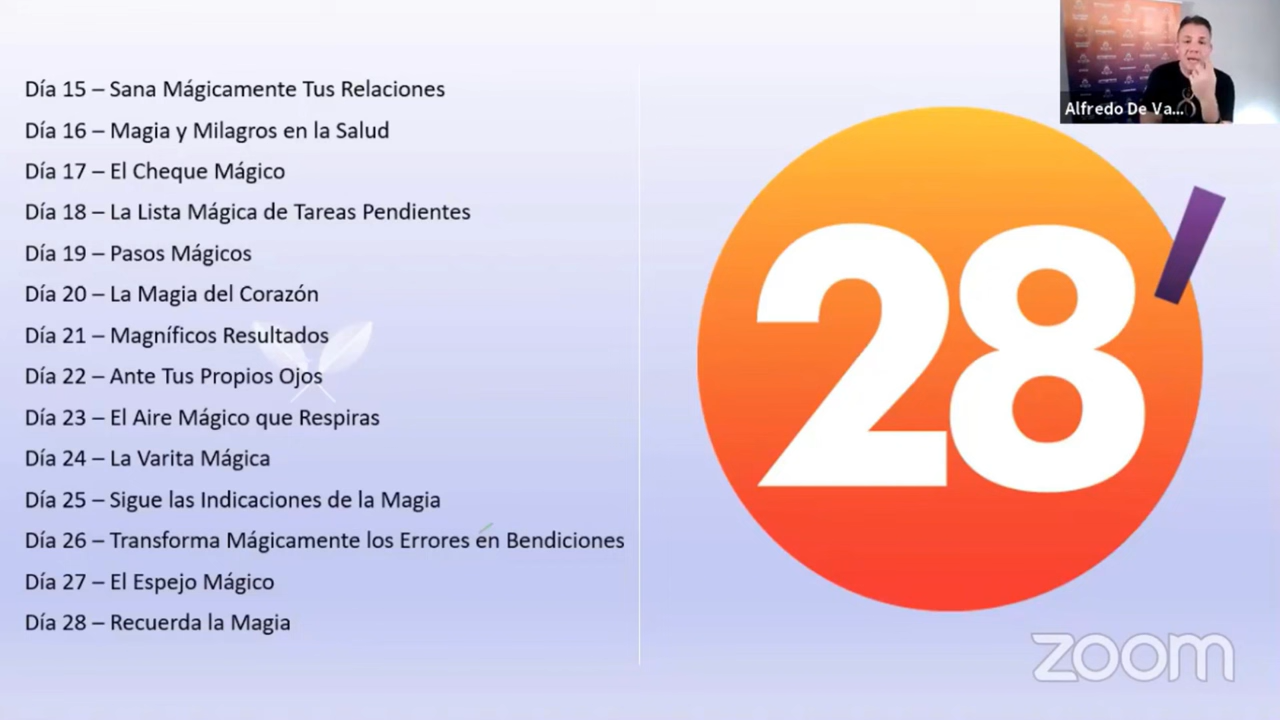 Día 15 – Sana Mágicamente Tus Relaciones
Día 16 – Magia y Milagros en la Salud
Día 17 – El Cheque Mágico
Día 18 – La Lista Mágica de Tareas Pendientes
Día 19 – Pasos Mágicos
Día 20 – La Magia del Corazón
Día 21 – Magníficos Resultados
Día 22 – Ante Tus Propios Ojos
Día 23 – El Aire Mágico que Respiras
Día 24 – La Varita Mágica
Día 25 – Sigue las Indicaciones de la Magia
Día 26 – Transforma Mágicamente los Errores en Bendiciones
Día 27 – El Espejo Mágico
Día 28 – Recuerda la Magia
28
Alfredo De Va...
zoom